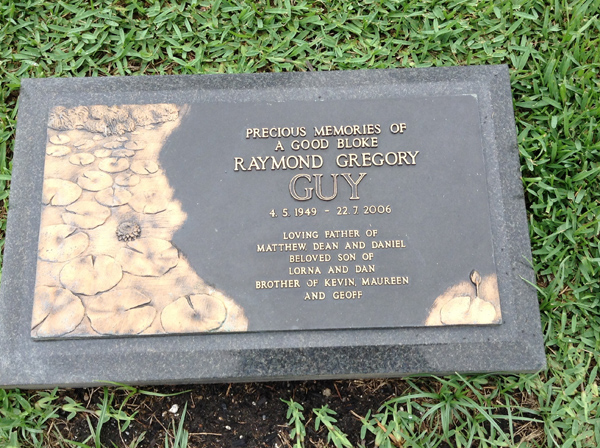 PRECIOUS MEMORIES OF
A GOOD BLOKE
RAYMOND GREGORY
GUY
4. 5. 1949 - 22. 7. 2006
LOVING FATHER OF
MATTHEW, DEAN AND DANIEL
BELOVED SON OF
LORNA AND DAN
BROTHER OF KEVIN, MAUREEN
AND GEOFF